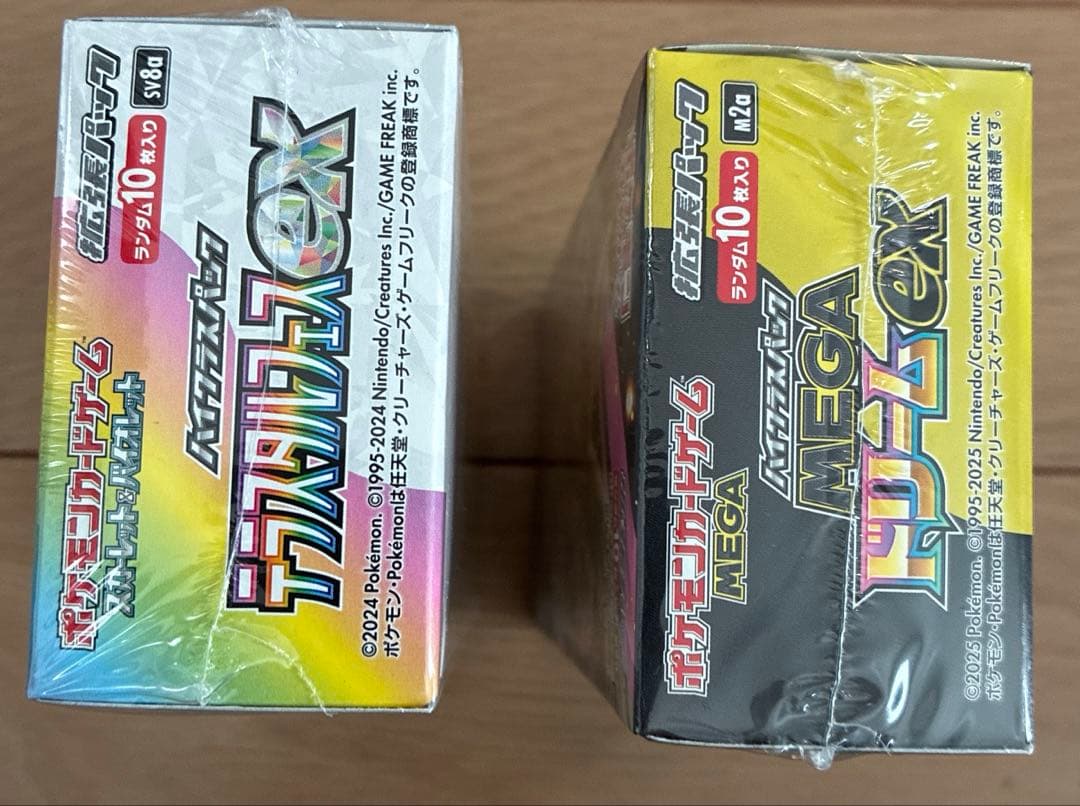 ポケモンカードゲーム
スカーレット&バイオレット
拡張パック
SV8a
ランダム10枚入り
ハイクラスパック
テラスタルフェスex
©2024 Pokémon. ©1995-2024 Nintendo/Creatures Inc./GAME FREAK inc.
ポケモン・Pokémonは任天堂・クリーチャーズ・ゲームフリークの登録商標です。
ポケモンカードゲーム
MEGA
拡張パック
M2a
ランダム10枚入り
ハイクラスパック
MEGA
ドリームex
©2025 Pokémon. ©1995-2025 Nintendo/Creatures Inc./GAME FREAK inc.
ポケモン・Pokémonは任天堂・クリーチャーズ・ゲームフリークの登録商標です。